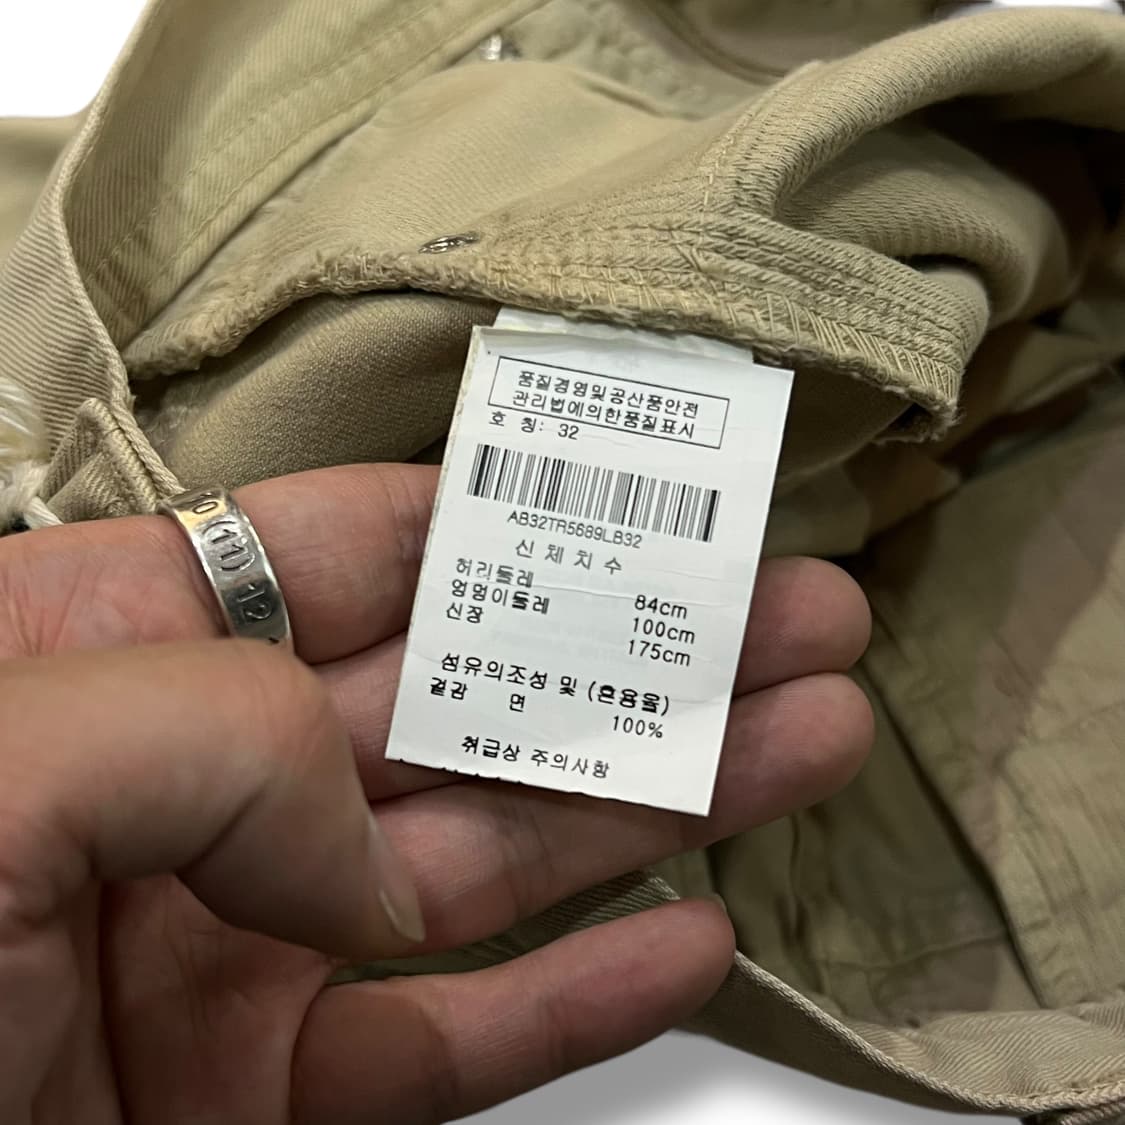 품질경영및공산품안전
관리법에의한품질표시
호 칭: 32
AB32TR5689LB32
신 체 치 수
허리둘레 84cm
엉덩이둘레 100cm
신장 175cm
섬유의조성 및 (혼용율)
겉감 면 100%
취급상 주의사항
10 (11) 12